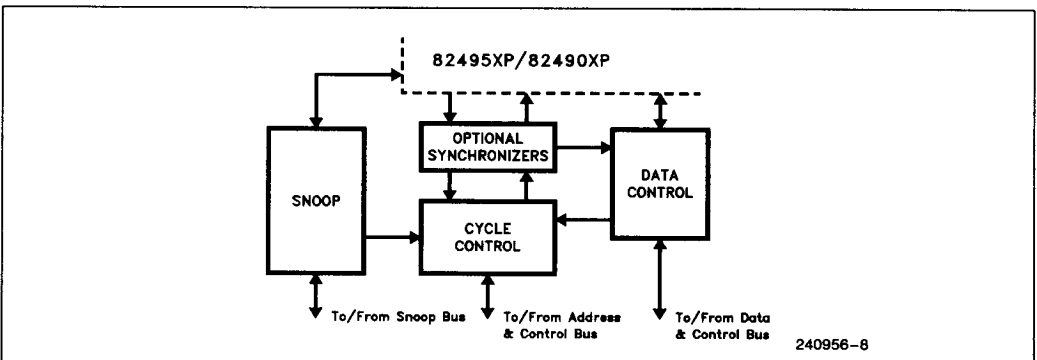 82495XP/82490XP
OPTIONAL
SYNCHRONIZERS
SNOOP
DATA
CONTROL
CYCLE
CONTROL
To/From Snoop Bus
To/From Address
& Control Bus
To/From Data
& Control Bus
240956-8